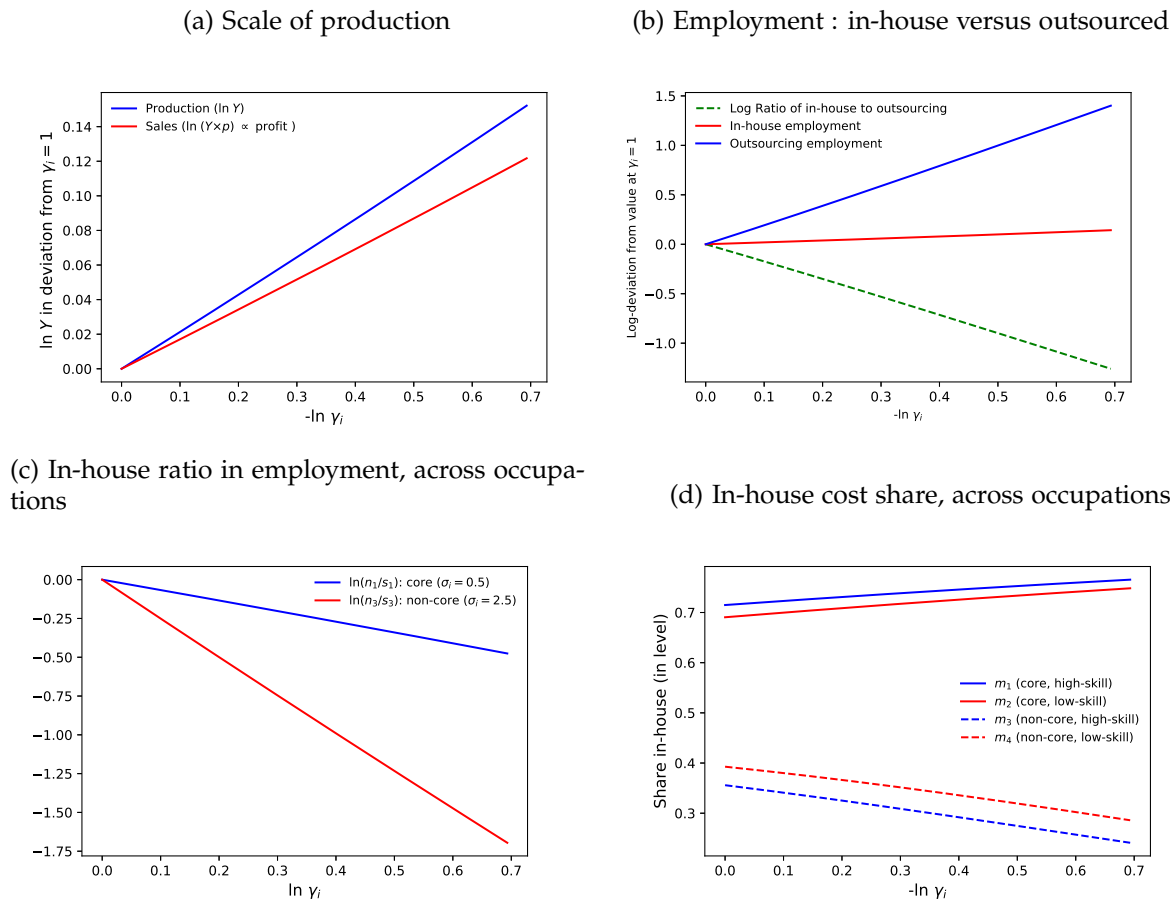 (a) Scale of production
Production (ln Y)
Sales (ln (Y×p) ∝ profit )
ln Y in deviation from γi = 1
0.14
0.12
0.10
0.08
0.06
0.04
0.02
0.00
0.0 0.1 0.2 0.3 0.4 0.5 0.6 0.7
-ln γi
(b) Employment : in-house versus outsourced
Log Ratio of in-house to outsourcing
In-house employment
Outsourcing employment
Log-deviation from value at γi = 1
1.5
1.0
0.5
0.0
−0.5
−1.0
0.0 0.1 0.2 0.3 0.4 0.5 0.6 0.7
-ln γi
(c) In-house ratio in employment, across occupa-
tions
ln(n1/s1): core (σi = 0.5)
ln(n3/s3): non-core (σi = 2.5)
0.00
−0.25
−0.50
−0.75
−1.00
−1.25
−1.50
−1.75
0.0 0.1 0.2 0.3 0.4 0.5 0.6 0.7
ln γi
(d) In-house cost share, across occupations
Share in-house (in level)
0.7
0.6
0.5
0.4
0.3
m1 (core, high-skill)
m2 (core, low-skill)
m3 (non-core, high-skill)
m4 (non-core, low-skill)
0.0 0.1 0.2 0.3 0.4 0.5 0.6 0.7
-ln γi